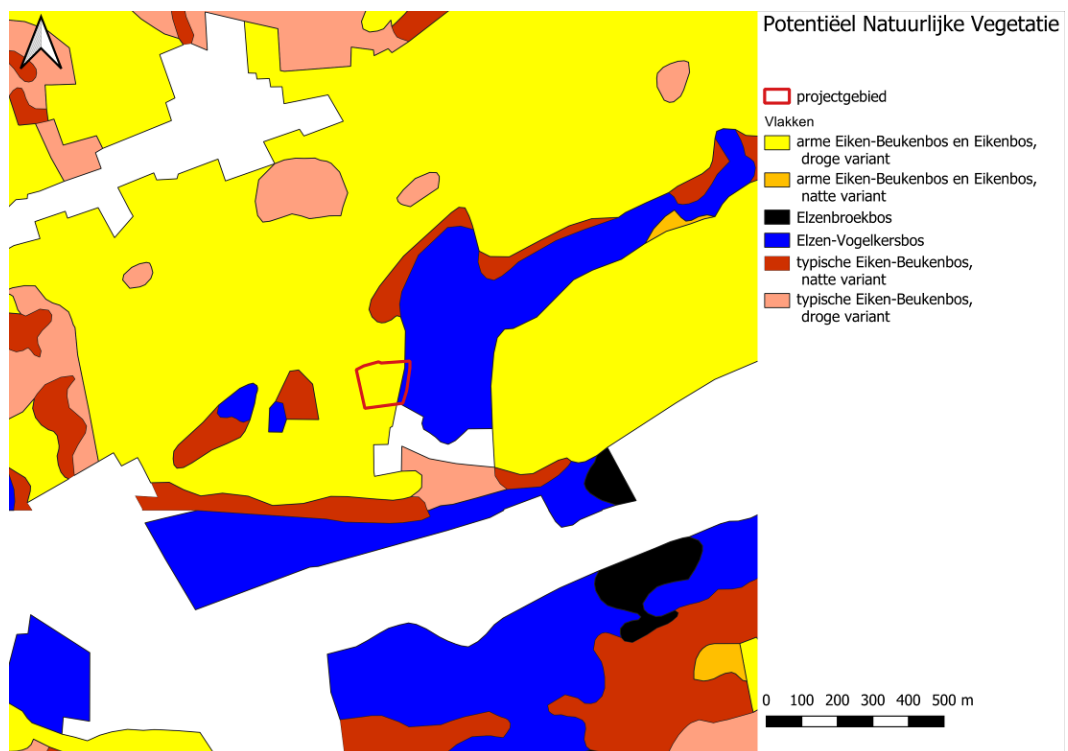 Potentiëel Natuurlijke Vegetatie
projectgebied
Vlakken
arme Eiken-Beukenbos en Eikenbos,
droge variant
arme Eiken-Beukenbos en Eikenbos,
natte variant
Elzenbroekbos
Elzen-Vogelkersbos
typische Eiken-Beukenbos,
natte variant
typische Eiken-Beukenbos,
droge variant
0 100 200 300 400 500 m